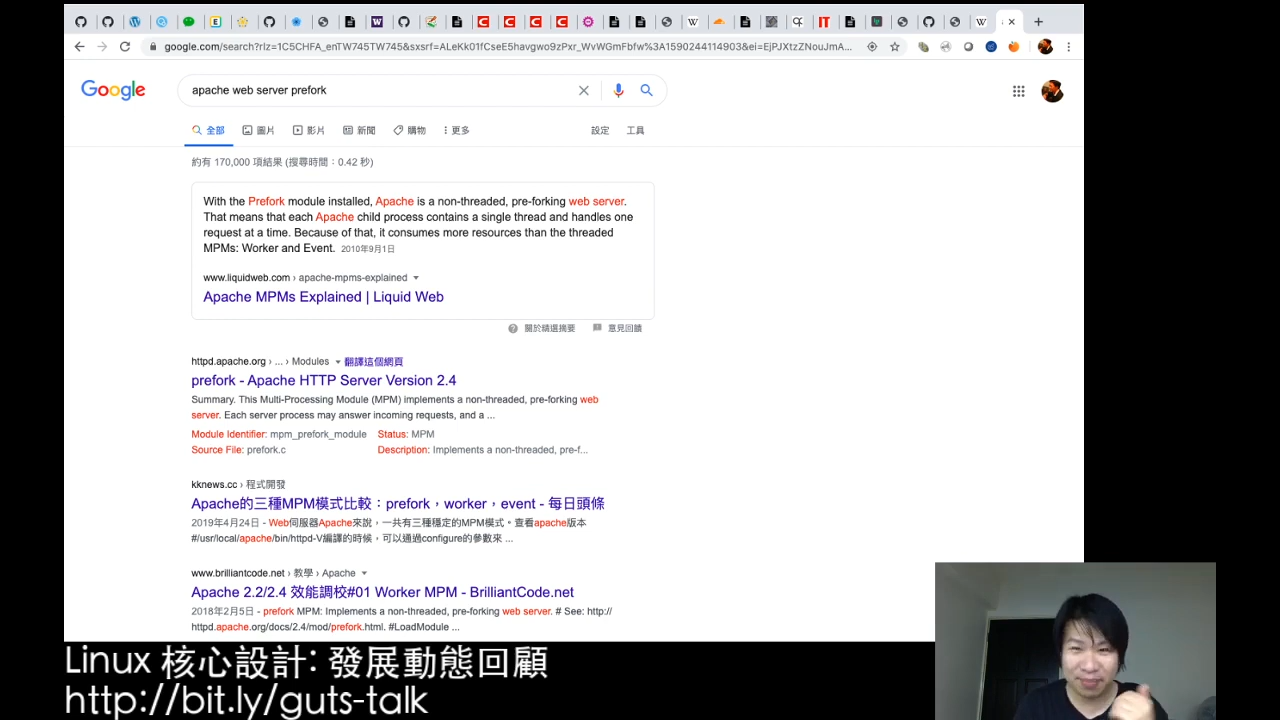 google.com/search?rlz=1C5CHFA_enTW745TW745&sxsrf=ALeKk01fCseE5havgwo9zPxr_WvWGmFbfw%3A1590244114903&ei=EjPJXtzZNouJmA...
Google
apache web server prefork
全部 圖片 影片 新聞 購物 更多 設定 工具
約有 170,000 項結果 (搜尋時間：0.42 秒)
With the Prefork module installed, Apache is a non-threaded, pre-forking web server.
That means that each Apache child process contains a single thread and handles one
request at a time. Because of that, it consumes more resources than the threaded
MPMs: Worker and Event. 2010年9月1日
www.liquidweb.com › apache-mpms-explained
Apache MPMs Explained | Liquid Web
關於精選摘要 意見回饋
httpd.apache.org › ... › Modules 翻譯這個網頁
prefork - Apache HTTP Server Version 2.4
Summary. This Multi-Processing Module (MPM) implements a non-threaded, pre-forking web
server. Each server process may answer incoming requests, and a ...
Module Identifier: mpm_prefork_module Status: MPM
Source File: prefork.c Description: Implements a non-threaded, pre-f...
kknews.cc › 程式開發
Apache的三種MPM模式比較：prefork，worker，event - 每日頭條
2019年4月24日 - Web伺服器Apache來說，一共有三種穩定的MPM模式。查看apache版本
#/usr/local/apache/bin/httpd-V編譯的時候，可以通過configure的參數來 ...
www.brilliantcode.net › 教學 › Apache
Apache 2.2/2.4 效能調校#01 Worker MPM - BrilliantCode.net
2018年2月5日 - prefork MPM: Implements a non-threaded, pre-forking web server. # See: http://
httpd.apache.org/docs/2.4/mod/prefork.html. #LoadModule ...
Linux 核心設計: 發展動態回顧
http://bit.ly/guts-talk